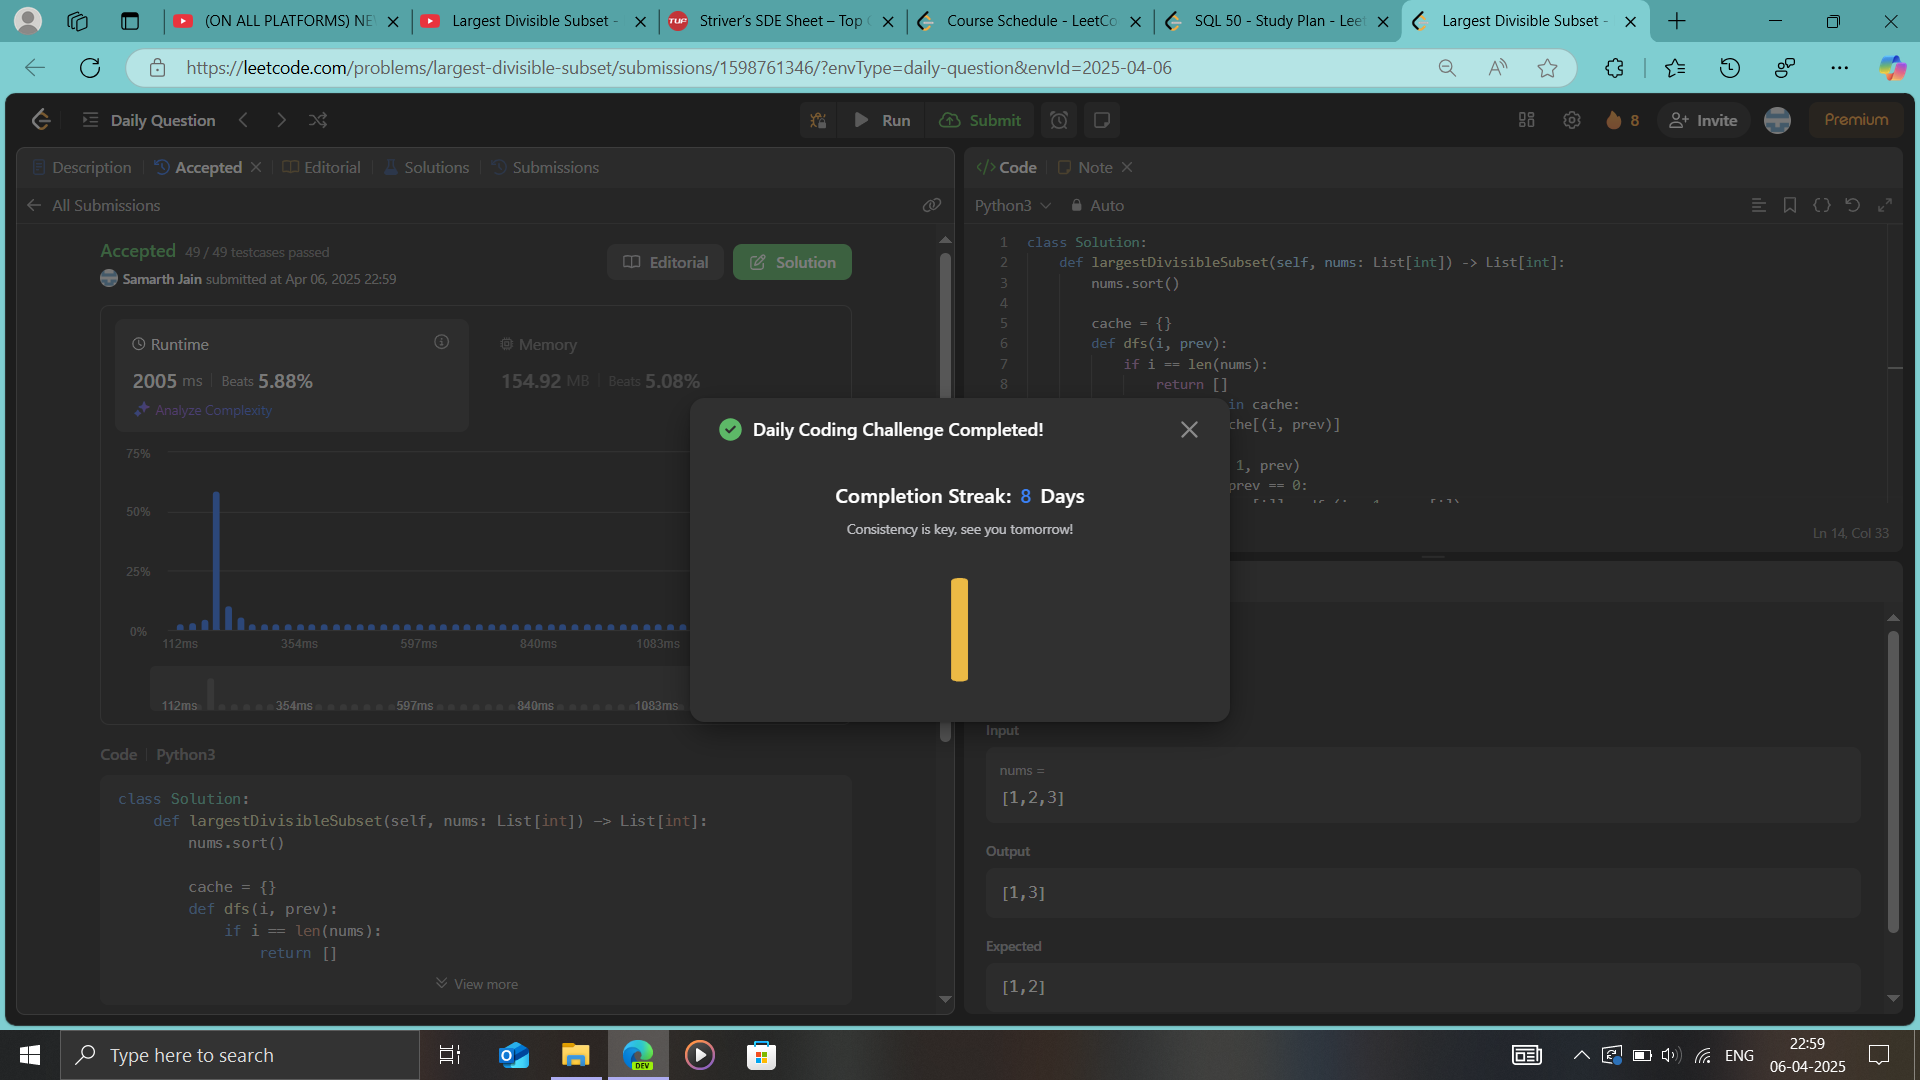 (ON ALL PLATFORMS) NE
Largest Divisible Subset -
TUF
Striver's SDE Sheet – Top
Course Schedule - LeetCo
SQL 50 - Study Plan - Leet
Largest Divisible Subset -
https://leetcode.com/problems/largest-divisible-subset/submissions/1598761346/?envType=daily-question&envId=2025-04-06
Daily Question
Run
Submit
8
Invite
Premium
Description
Accepted
Editorial
Solutions
Submissions
All Submissions
Accepted 49 / 49 testcases passed
Samarth Jain submitted at Apr 06, 2025 22:59
Editorial
Solution
Runtime
2005 ms Beats 5.88%
Analyze Complexity
Memory
154.92 MB Beats 5.08%
75%
50%
25%
0%
112ms 354ms 597ms 840ms 1083ms
112ms 354ms 597ms 840ms 1083ms
Code Python3
class Solution:
def largestDivisibleSubset(self, nums: List[int]) -> List[int]:
nums.sort()
cache = {}
def dfs(i, prev):
if i == len(nums):
return []
View more
Code
Note
Python3
Auto
1 class Solution:
2 def largestDivisibleSubset(self, nums: List[int]) -> List[int]:
3 nums.sort()
4
5 cache = {}
6 def dfs(i, prev):
7 if i == len(nums):
8 return []
in cache:
che[(i, prev)]
1, prev)
prev == 0:
Ln 14, Col 33
Daily Coding Challenge Completed!
Completion Streak: 8 Days
Consistency is key, see you tomorrow!
Input
nums =
[1,2,3]
Output
[1,3]
Expected
[1,2]
Type here to search
DEV
ENG
22:59
06-04-2025